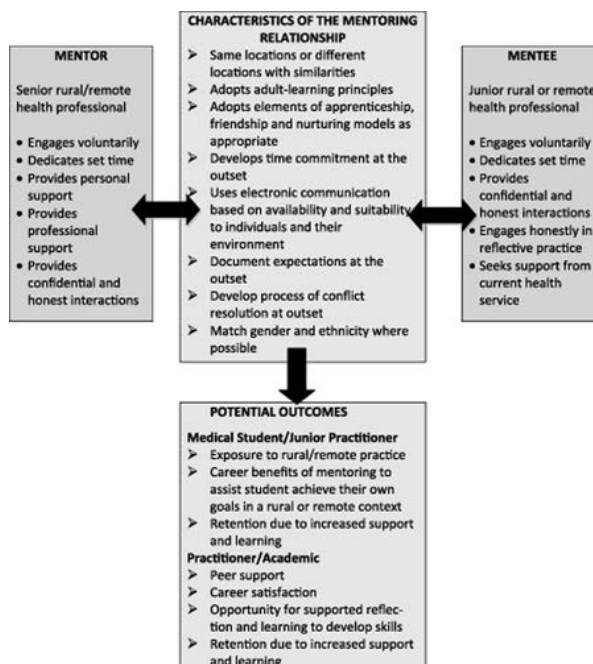 MENTOR
Senior rural/remote
health professional
• Engages voluntarily
• Dedicates set time
• Provides personal
support
• Provides
professional
support
• Provides
confidential and
honest interactions
CHARACTERISTICS OF THE MENTORING
RELATIONSHIP
➢ Same locations or different
locations with similarities
➢ Adopts adult-learning principles
➢ Adopts elements of apprenticeship,
friendship and nurturing models as
appropriate
➢ Develops time commitment at the
outset
➢ Uses electronic communication
based on availability and suitability
to individuals and their
environment
➢ Document expectations at the
outset
➢ Develop process of conflict
resolution at outset
➢ Match gender and ethnicity where
possible
MENTEE
Junior rural or remote
health professional
• Engages voluntarily
• Dedicates set time
• Provides
confidential and
honest interactions
• Engages honestly in
reflective practice
• Seeks support from
current health
service
POTENTIAL OUTCOMES
Medical Student/Junior Practitioner
➢ Exposure to rural/remote practice
➢ Career benefits of mentoring to
assist student achieve their own
goals in a rural or remote context
➢ Retention due to increased support
and learning
Practitioner/Academic
➢ Peer support
➢ Career satisfaction
➢ Opportunity for supported reflec-
tion and learning to develop skills
➢ Retention due to increased support
and learning